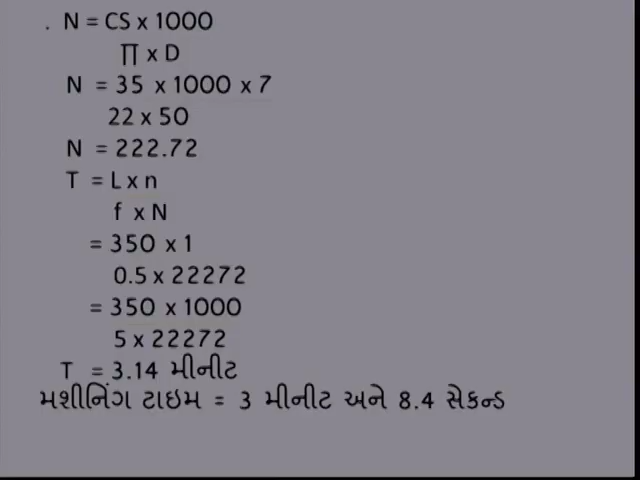 . N = CS x 1000
∏ x D
N = 35 x 1000 x 7
22 x 50
N = 222.72
T = L x n
f x N
= 350 x 1
0.5 x 22272
= 350 x 1000
5 x 22272
T = 3.14 મીનીટ
મશીનિંગ ટાઇમ = 3 મીનીટ અને 8.4 સેકન્ડ